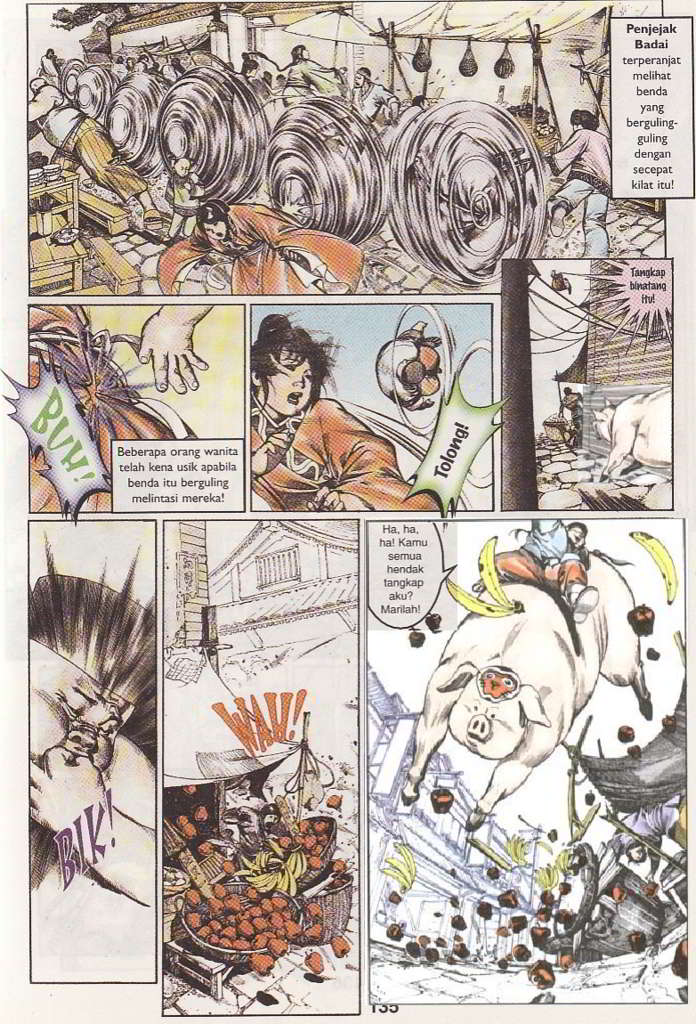 Penjejak
Badai
terperanjat
melihat
benda
yang
berguling-
guling
dengan
secepat
kilat itu!
Tangkap
binatang
itu!
BUH!
Beberapa orang wanita
telah kena usik apabila
benda itu berguling
melintasi mereka!
Tolong!
Ha, ha,
ha! Kamu
semua
hendak
tangkap
aku?
Marilah!
BIK!
WAU!
135